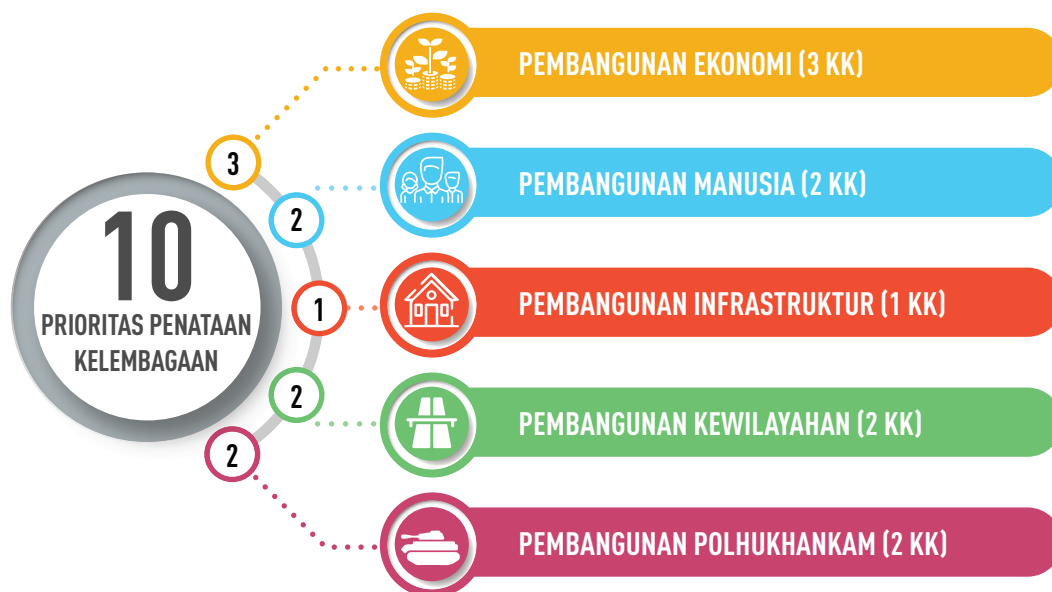 10
PRIORITAS PENATAAN
KELEMBAGAAN
3
PEMBANGUNAN EKONOMI (3 KK)
2
PEMBANGUNAN MANUSIA (2 KK)
1
PEMBANGUNAN INFRASTRUKTUR (1 KK)
2
PEMBANGUNAN KEWILAYAHAN (2 KK)
2
PEMBANGUNAN POLHUKHANKAM (2 KK)